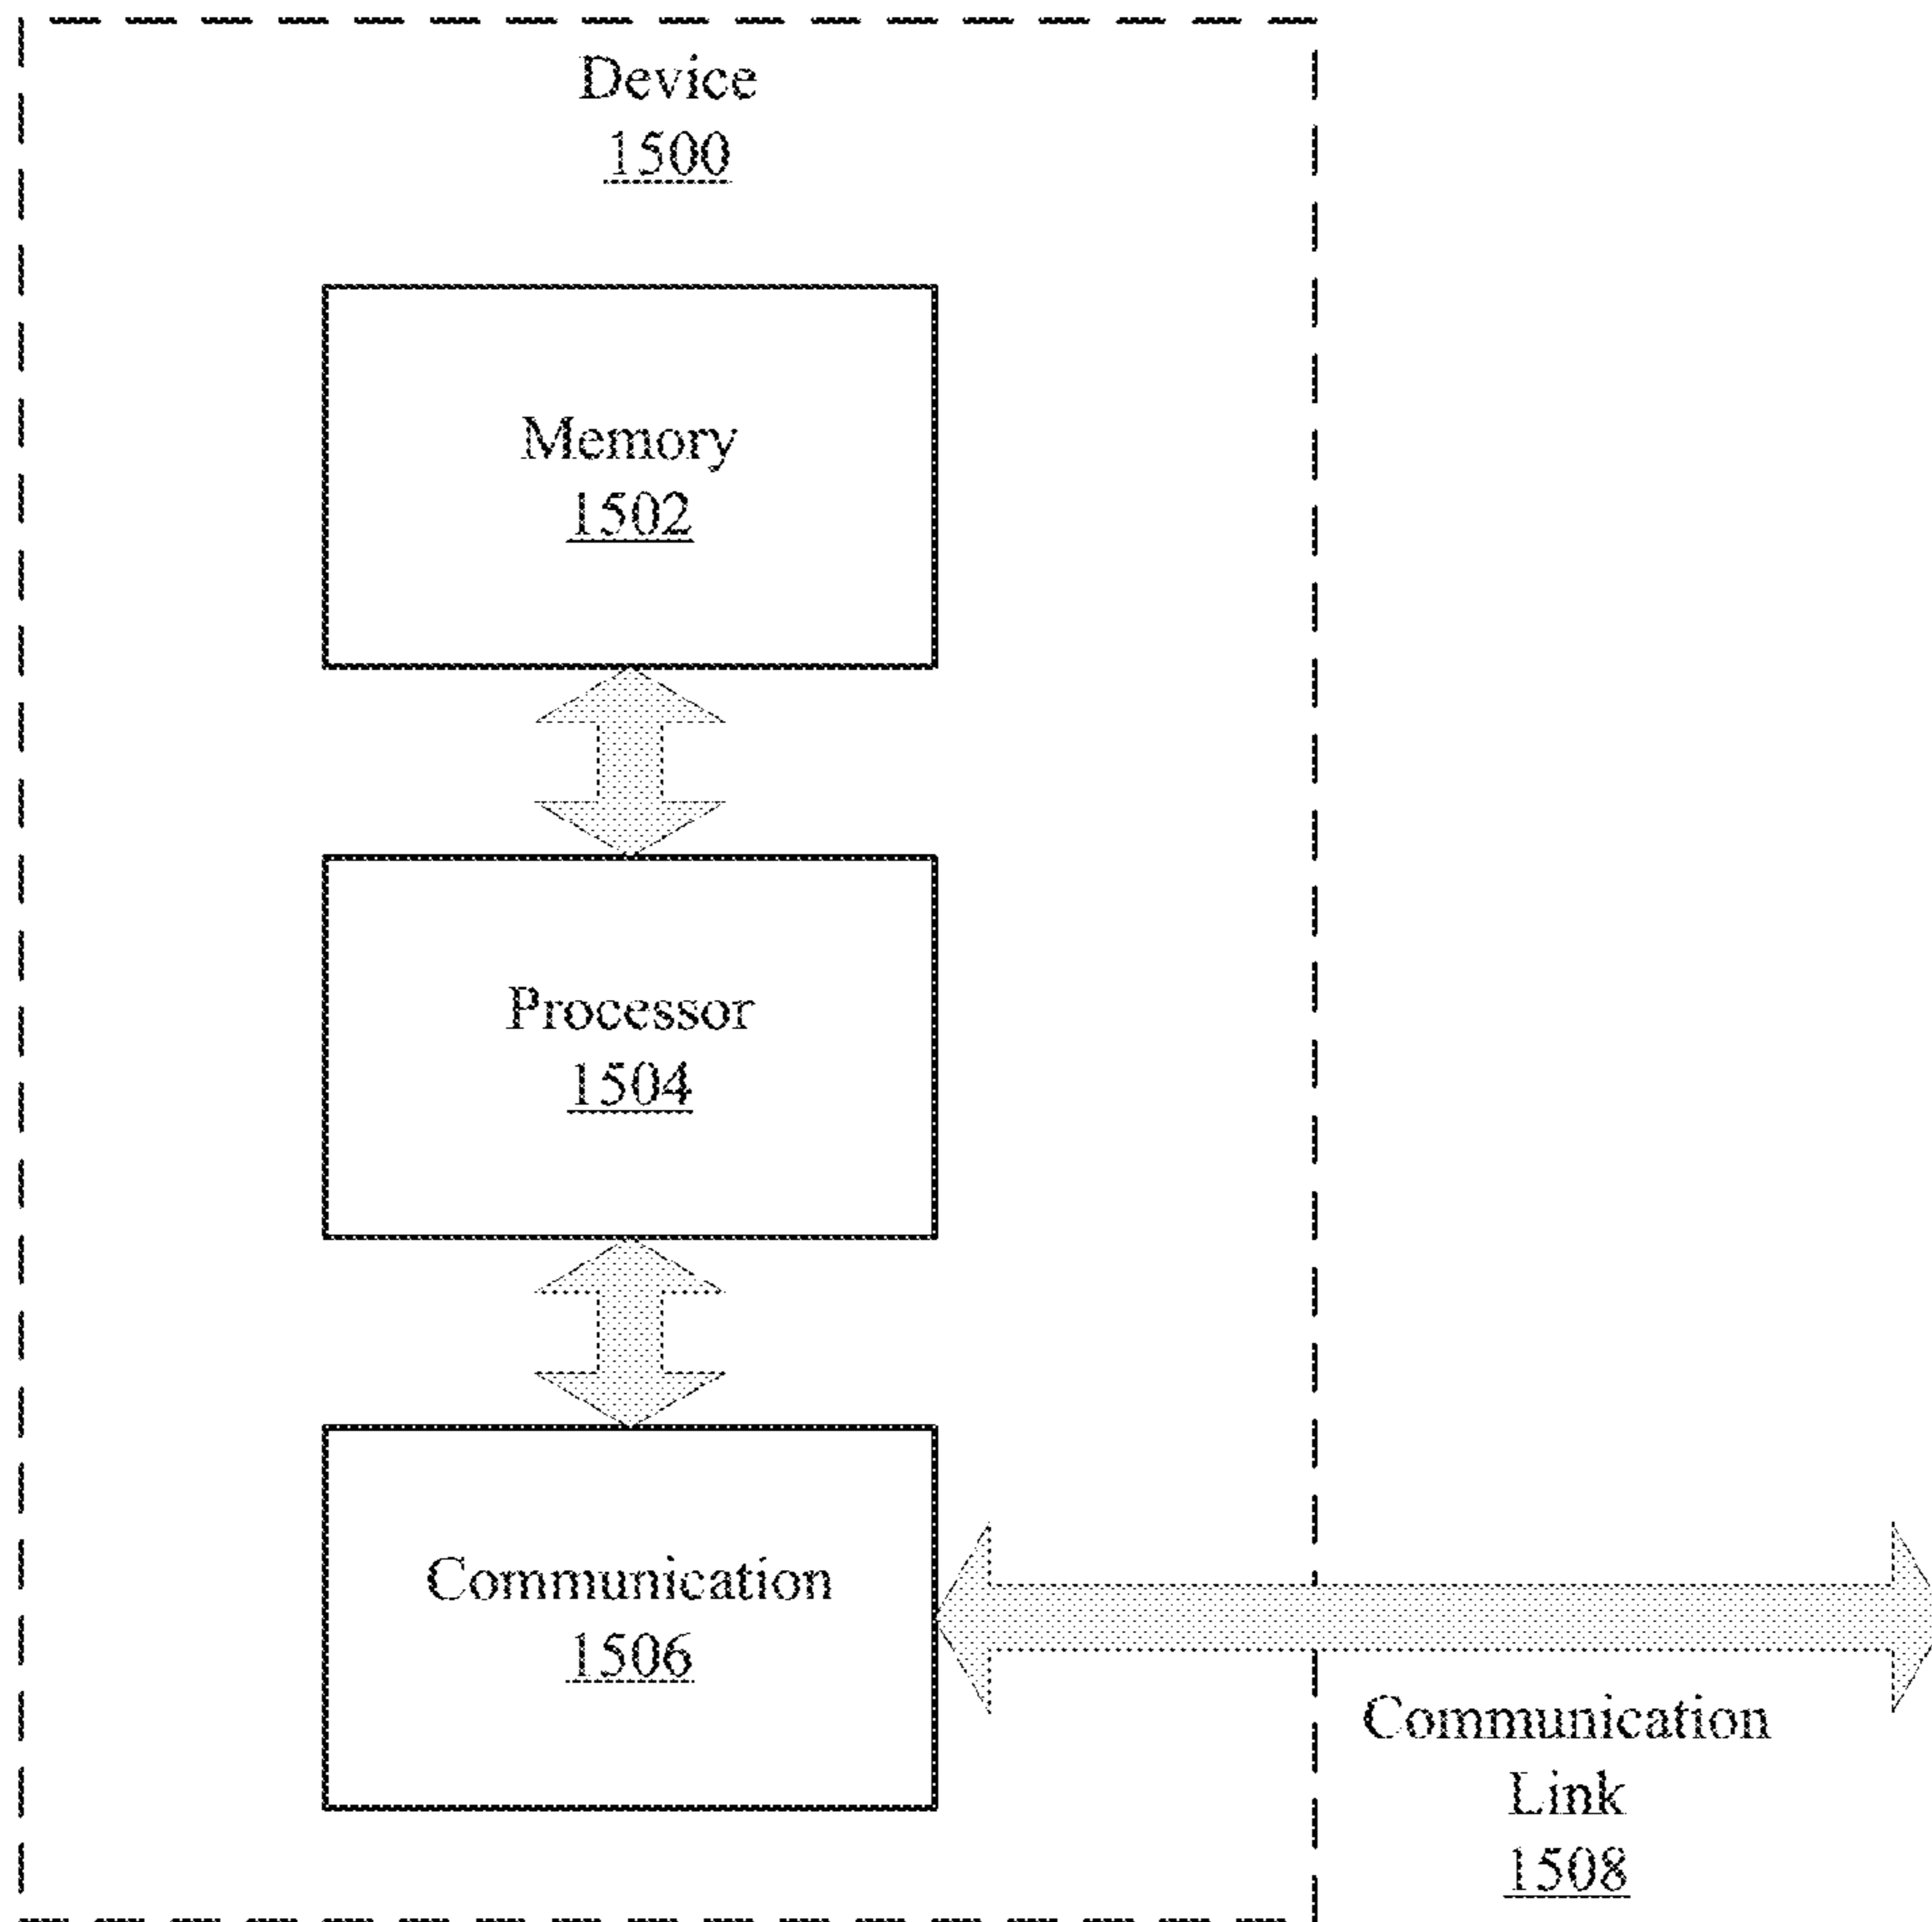 Device
1500
Memory
1502
Processor
1504
Communication
1506
Communication
Link
1508